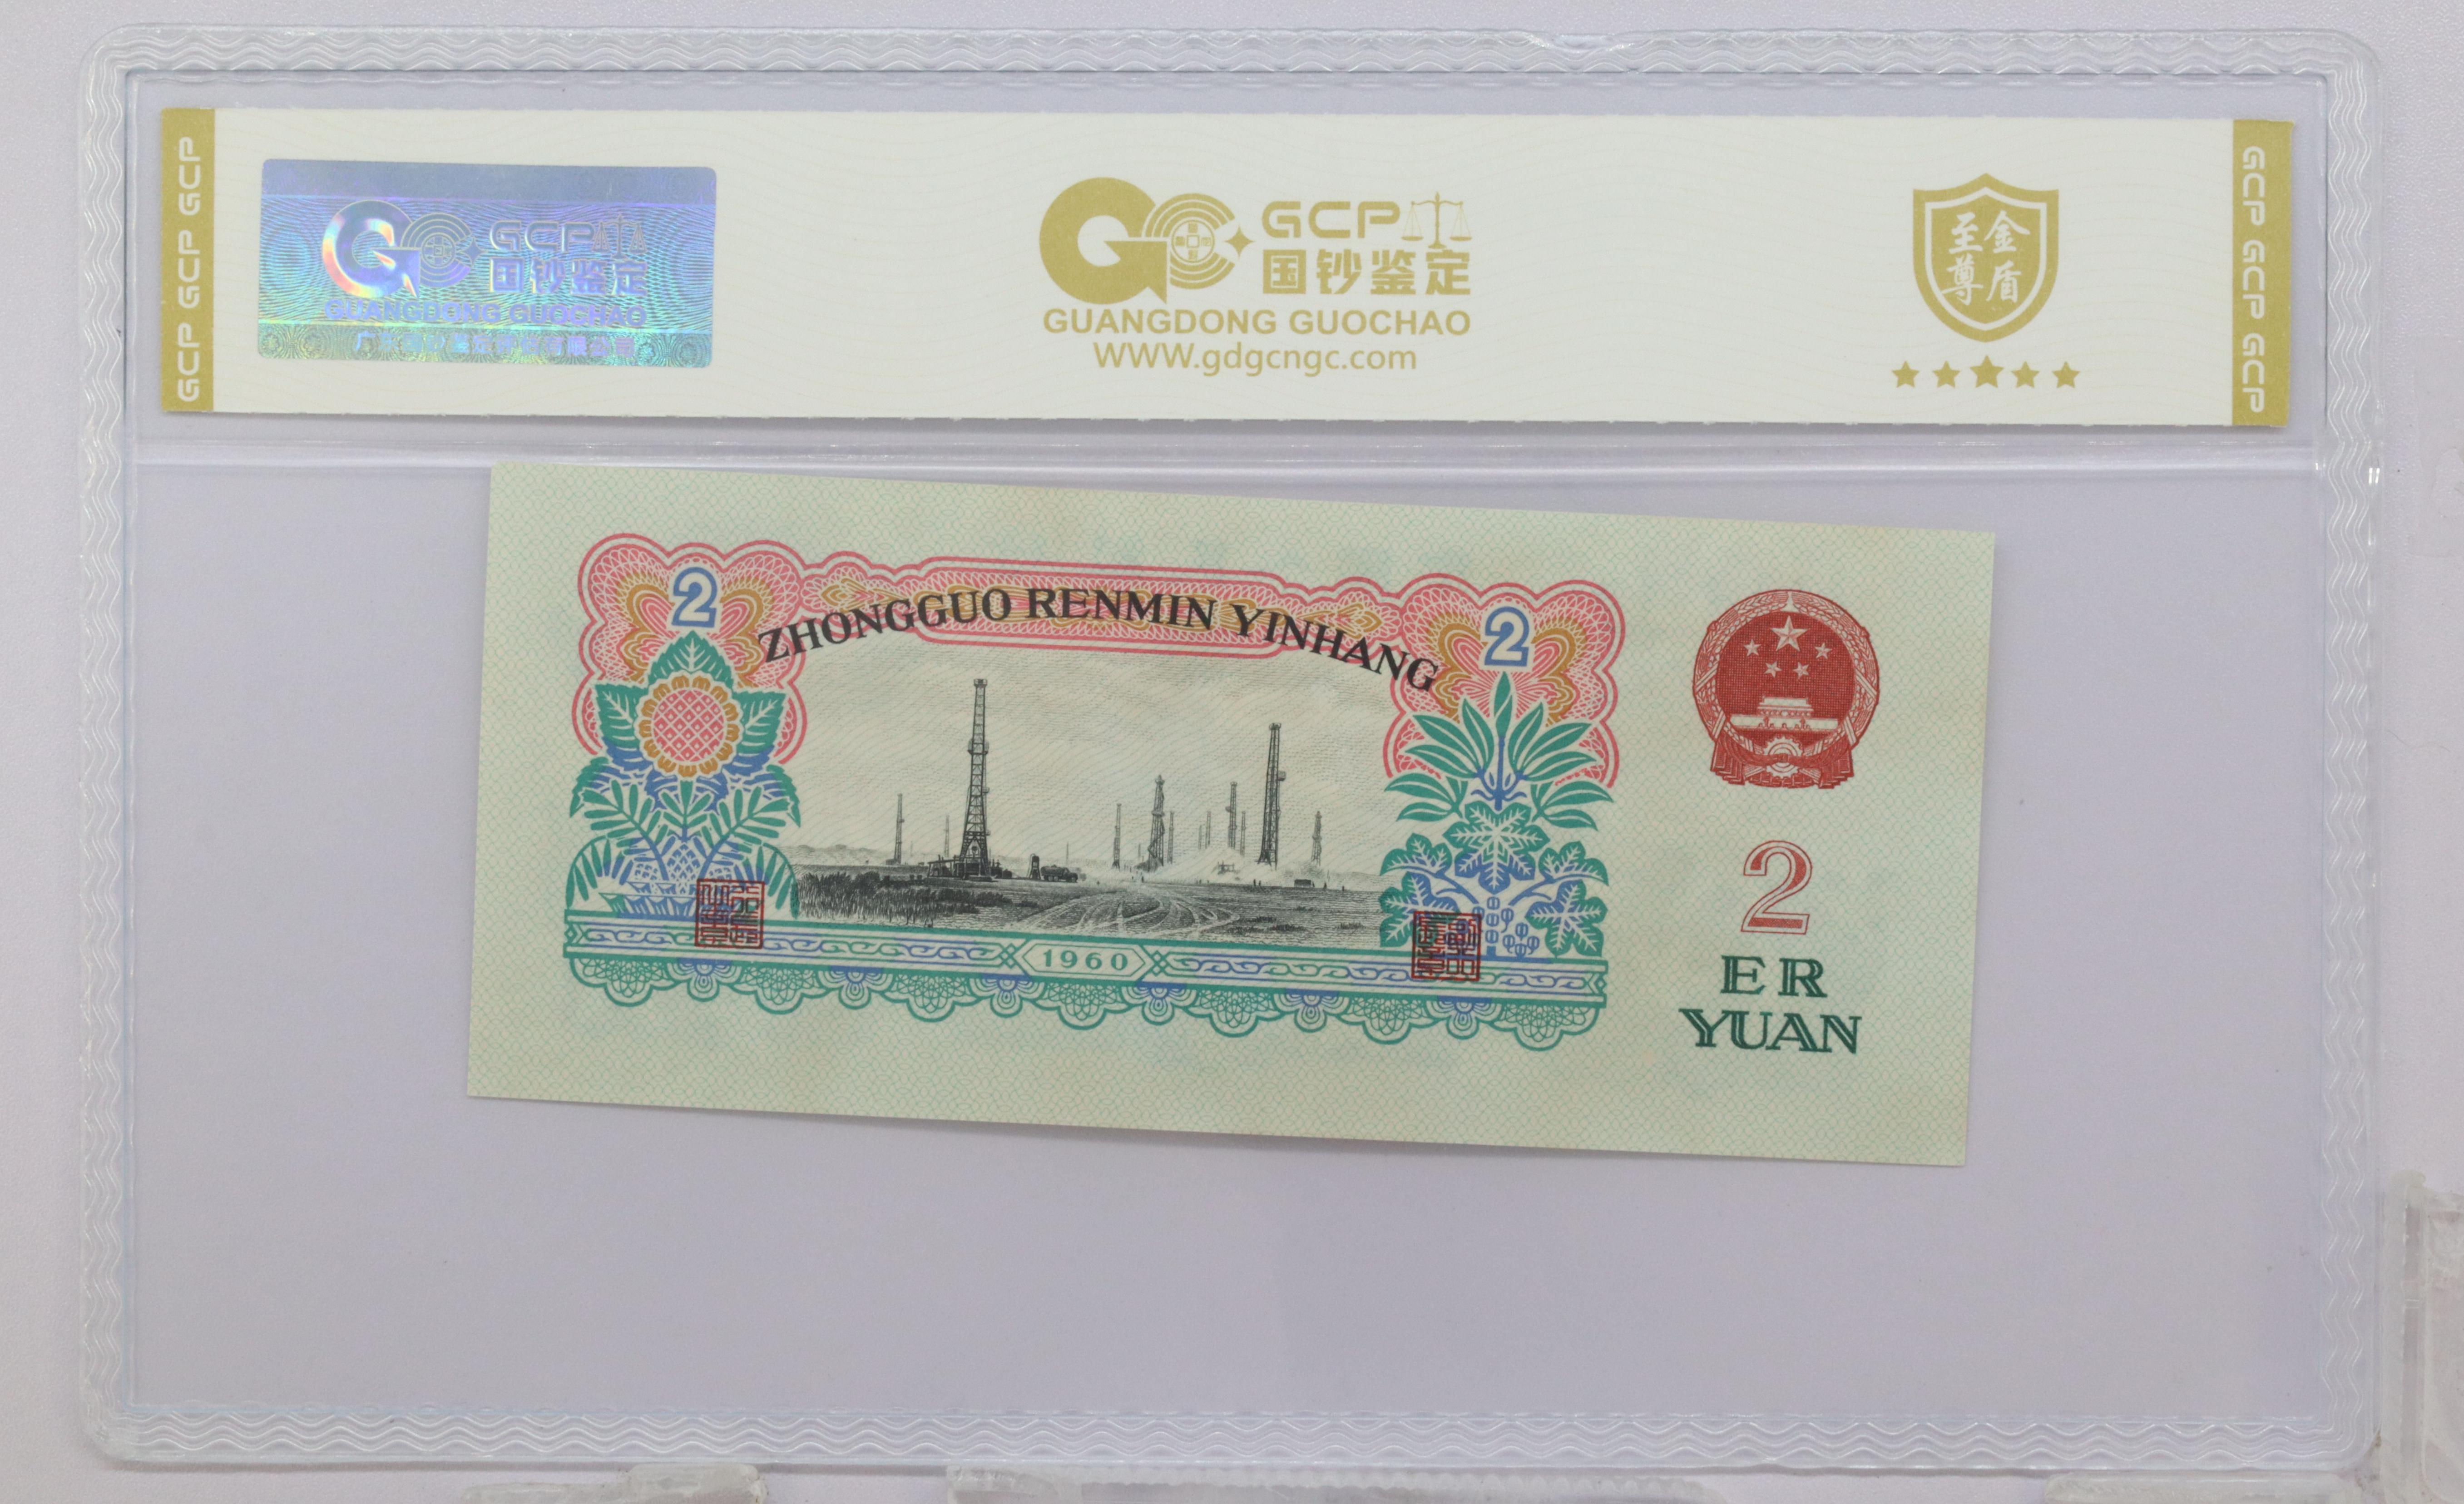 GCP GCP GCP
GCP
国钞鉴定
GUANGDONG GUOCHAO
GCP
国钞鉴定
GUANGDONG GUOCHAO
WWW.gdgcngc.com
至尊
金盾
GCP GCP GCP
2
ZHONGGUO RENMIN YINHANG
2
1960
2
ER
YUAN